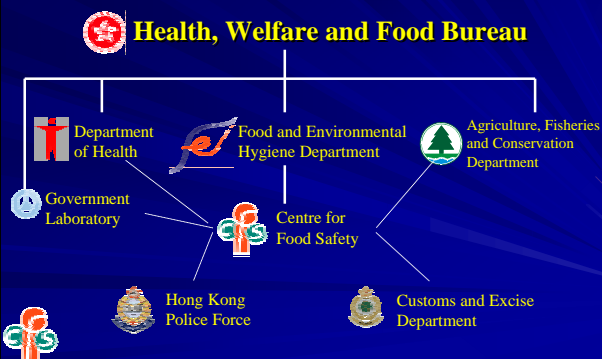 Health, Welfare and Food Bureau
Department
of Health
Food and Environmental
Hygiene Department
Agriculture, Fisheries
and Conservation
Department
Government
Laboratory
Centre for
Food Safety
Hong Kong
Police Force
Customs and Excise
Department